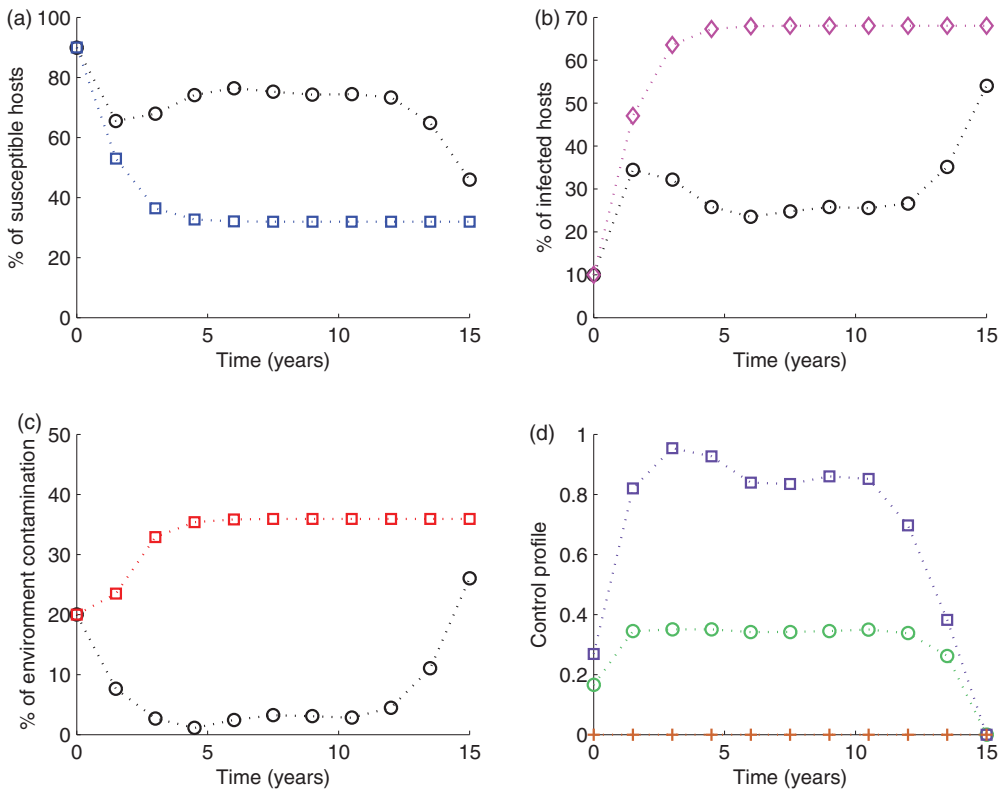 (a)
100
80
60
40
20
0
% of susceptible hosts
0 5 10 15
Time (years)
(b)
70
60
50
40
30
20
10
0
% of infected hosts
0 5 10 15
Time (years)
(c)
50
40
30
20
10
0
% of environment contamination
0 5 10 15
Time (years)
(d)
1
0.8
0.6
0.4
0.2
0
Control profile
0 5 10 15
Time (years)